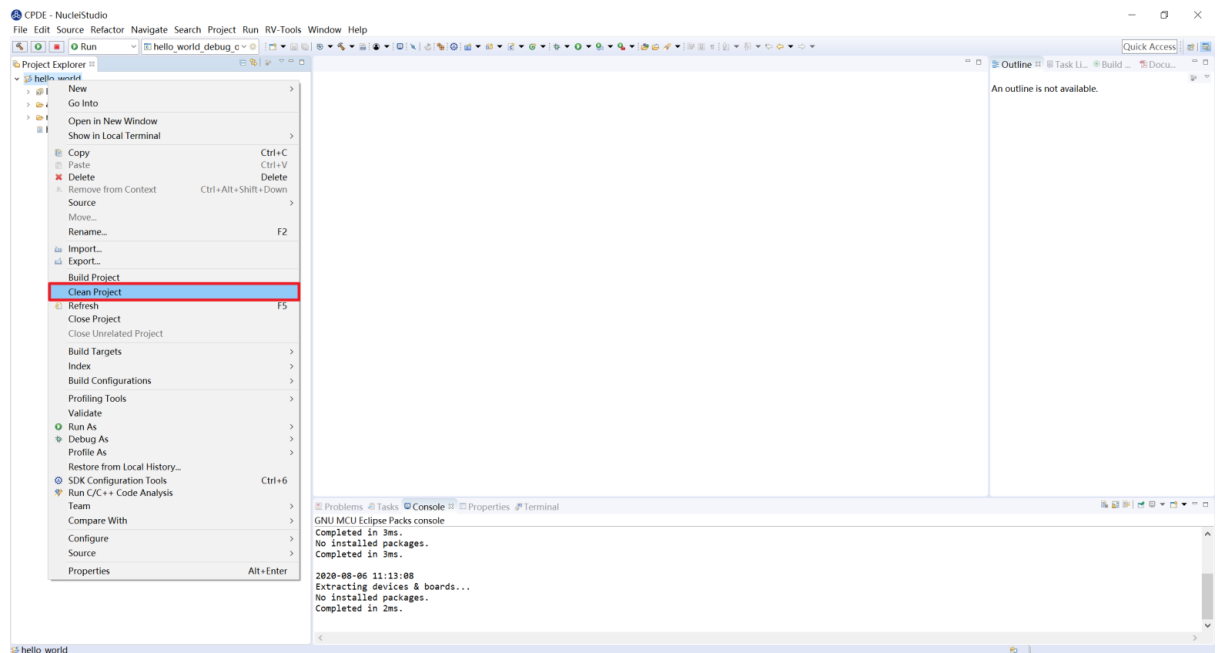 CPDE - NucleiStudio
File Edit Source Refactor Navigate Search Project Run RV-Tools Window Help
Run hello_world_debug_o Quick Access
Project Explorer
hello_world
New
Go Into
Open in New Window
Show in Local Terminal
Copy Ctrl+C
Paste Ctrl+V
Delete Delete
Remove from Context Ctrl+Alt+Shift+Down
Source
Move...
Rename... F2
Import...
Export...
Build Project
Clean Project
Refresh F5
Close Project
Close Unrelated Project
Build Targets
Index
Build Configurations
Profiling Tools
Validate
Run As
Debug As
Profile As
Restore from Local History...
SDK Configuration Tools Ctrl+6
Run C/C++ Code Analysis
Team
Compare With
Configure
Source
Properties Alt+Enter
Outline Task Li... Build ... Docu...
An outline is not available.
Problems Tasks Console Properties Terminal
GNU MCU Eclipse Packs console
Completed in 3ms.
No installed packages.
Completed in 3ms.
2020-08-06 11:13:08
Extracting devices & boards...
No installed packages.
Completed in 2ms.
hello_world